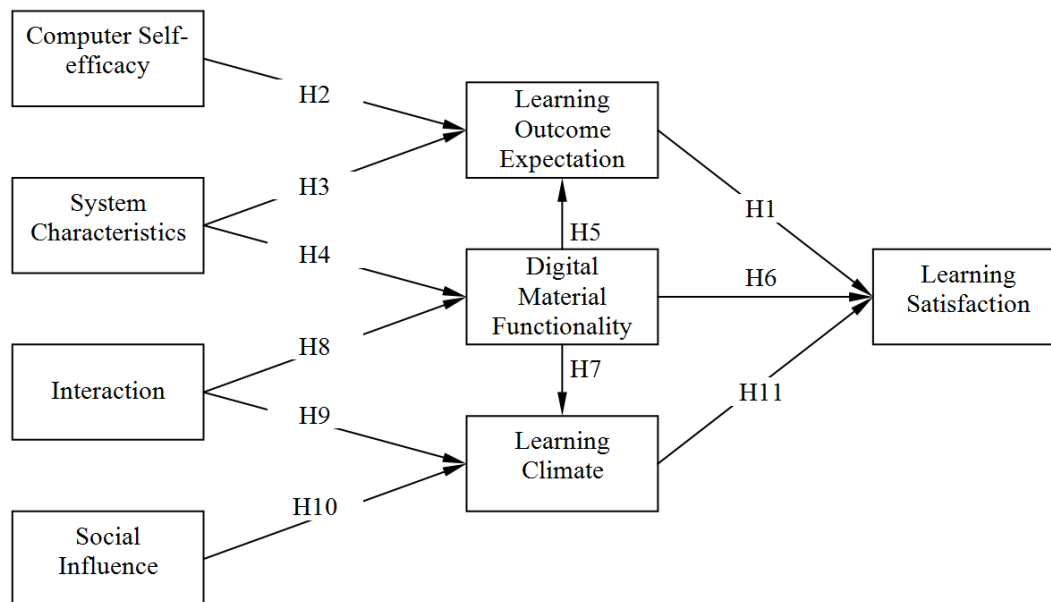 Computer Self-
efficacy
H2
Learning
Outcome
Expectation
H3
System
Characteristics
H1
H4
H5
Digital
Material
Functionality
H6
Learning
Satisfaction
H8
Interaction
H7
H9
H11
Learning
Climate
H10
Social
Influence